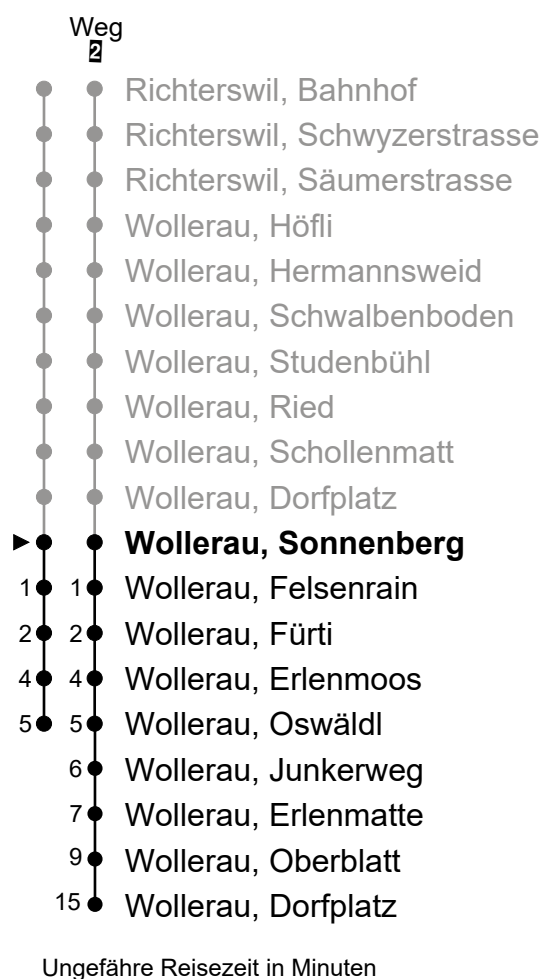 Weg
2
Richterswil, Bahnhof
Richterswil, Schwyzerstrasse
Richterswil, Säumerstrasse
Wollerau, Höfli
Wollerau, Hermannsweid
Wollerau, Schwalbenboden
Wollerau, Studenbühl
Wollerau, Ried
Wollerau, Schollenmatt
Wollerau, Dorfplatz
Wollerau, Sonnenberg
1 1 Wollerau, Felsenrain
2 2 Wollerau, Fürti
4 4 Wollerau, Erlenmoos
5 5 Wollerau, Oswäldl
6 Wollerau, Junkerweg
7 Wollerau, Erlenmatte
9 Wollerau, Oberblatt
15 Wollerau, Dorfplatz
Ungefähre Reisezeit in Minuten